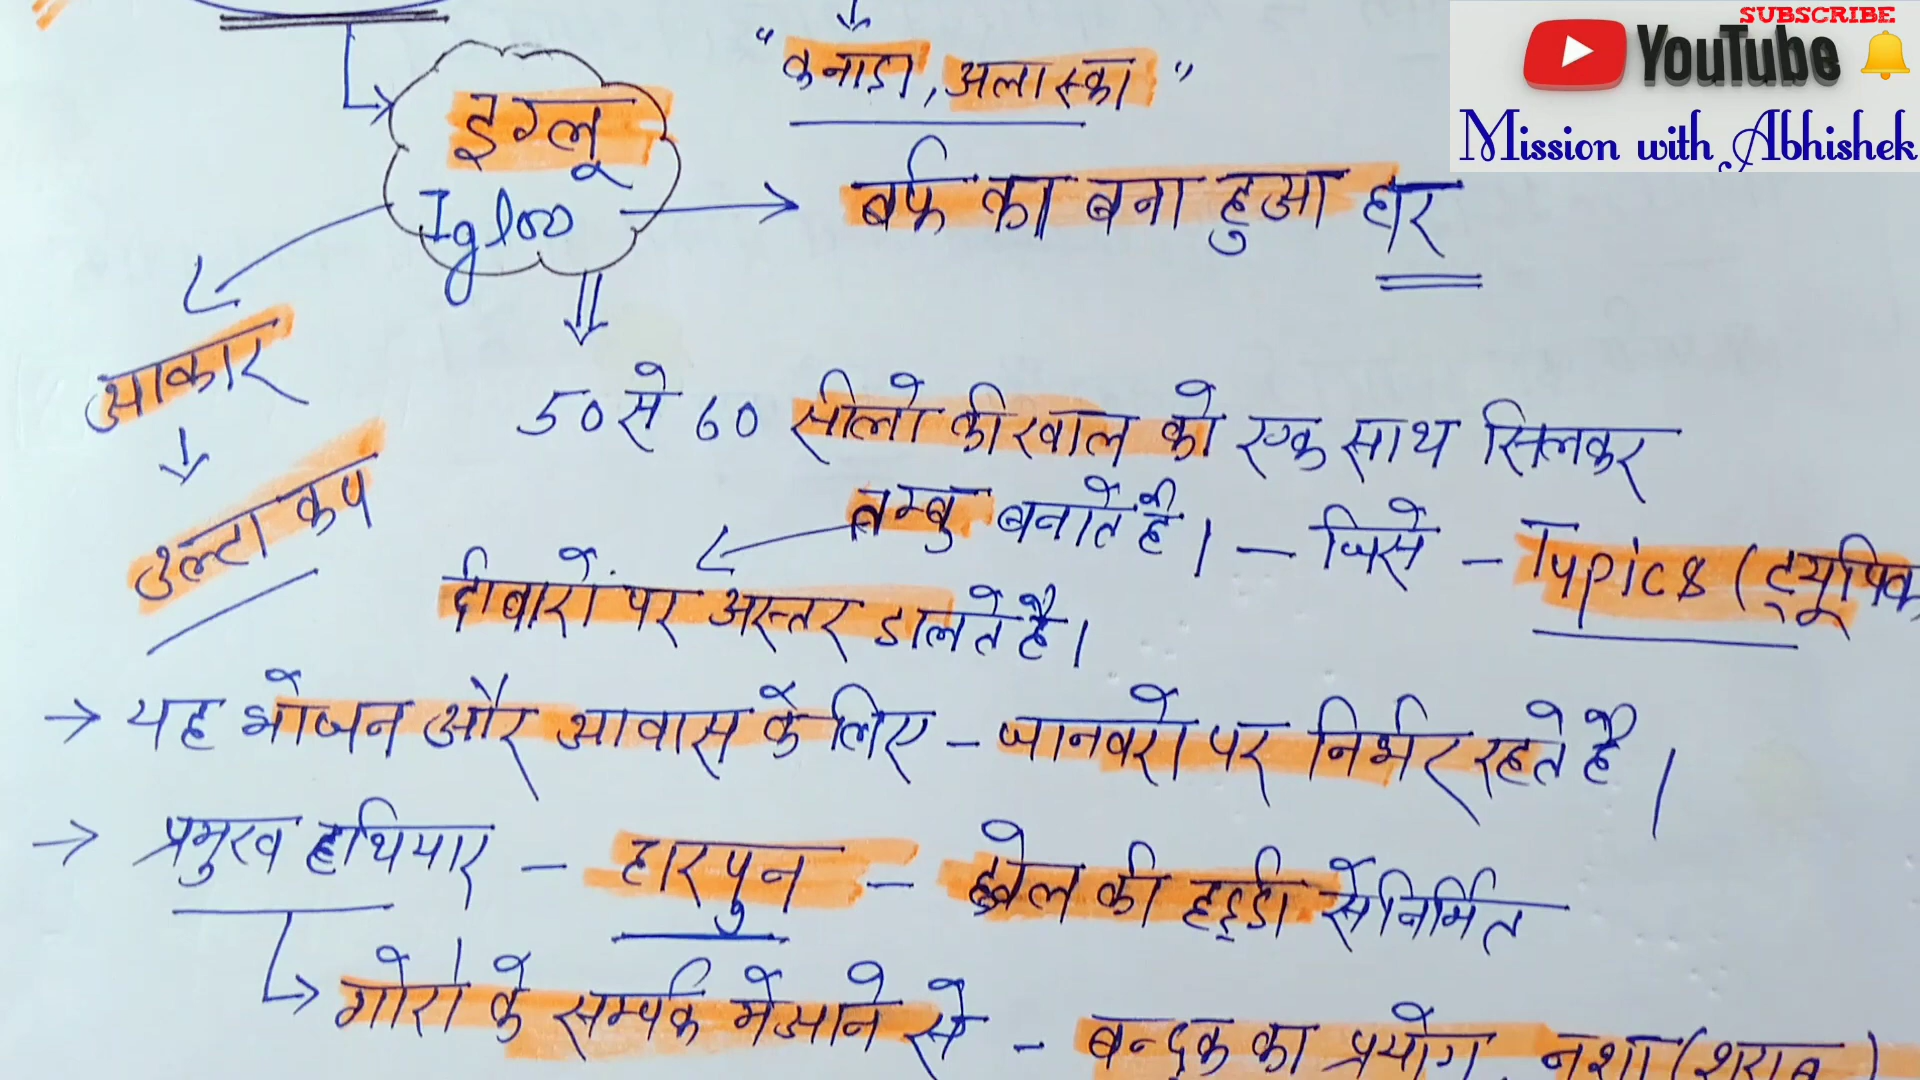 SUBSCRIBE
YouTube
Mission with Abhishek
"कनाडा, अलास्का"
इग्लू
Igloo
बर्फ का बना हुआ घर
आकार
उल्टा कप
50 से 60 सीलो की खाल को एक साथ सिलकर
तम्बु बनाते है। - जिसे - Tupics (ट्यूपिक
दीवारों पर अस्तर डालते है।
→ यह भोजन और आवास के लिए - जानवरो पर निर्भर रहते है।
→ प्रमुख हथियार - हारपुन - ह्वेल की हड्डी से निर्मित
गोरो के सम्पर्क मे आने से - बन्दुक का प्रयोग, नशा (शराब)